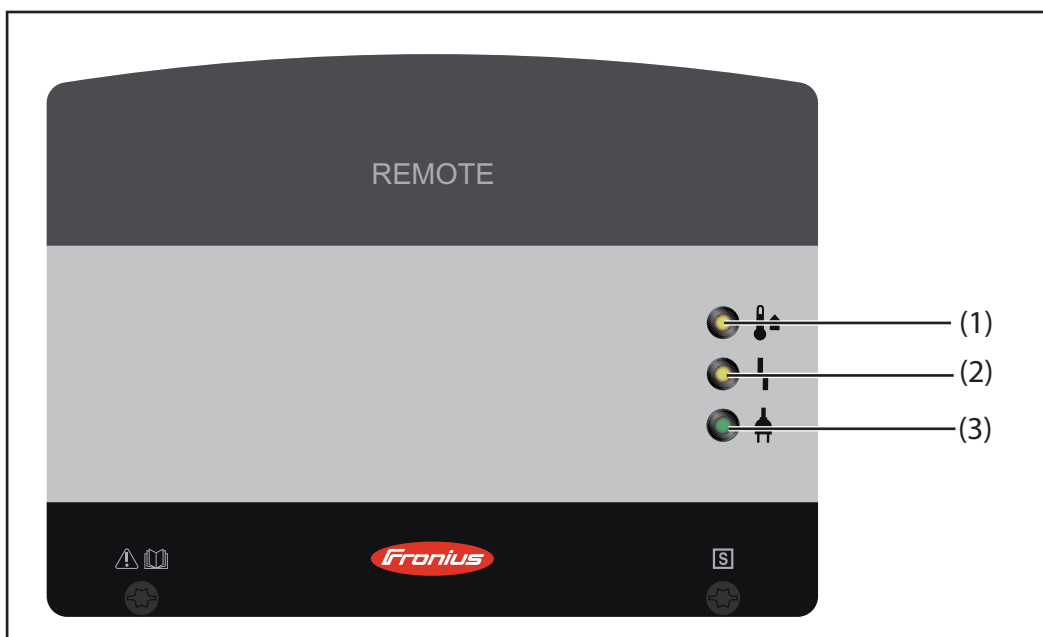 REMOTE
(1)
(2)
(3)
Fronius
S